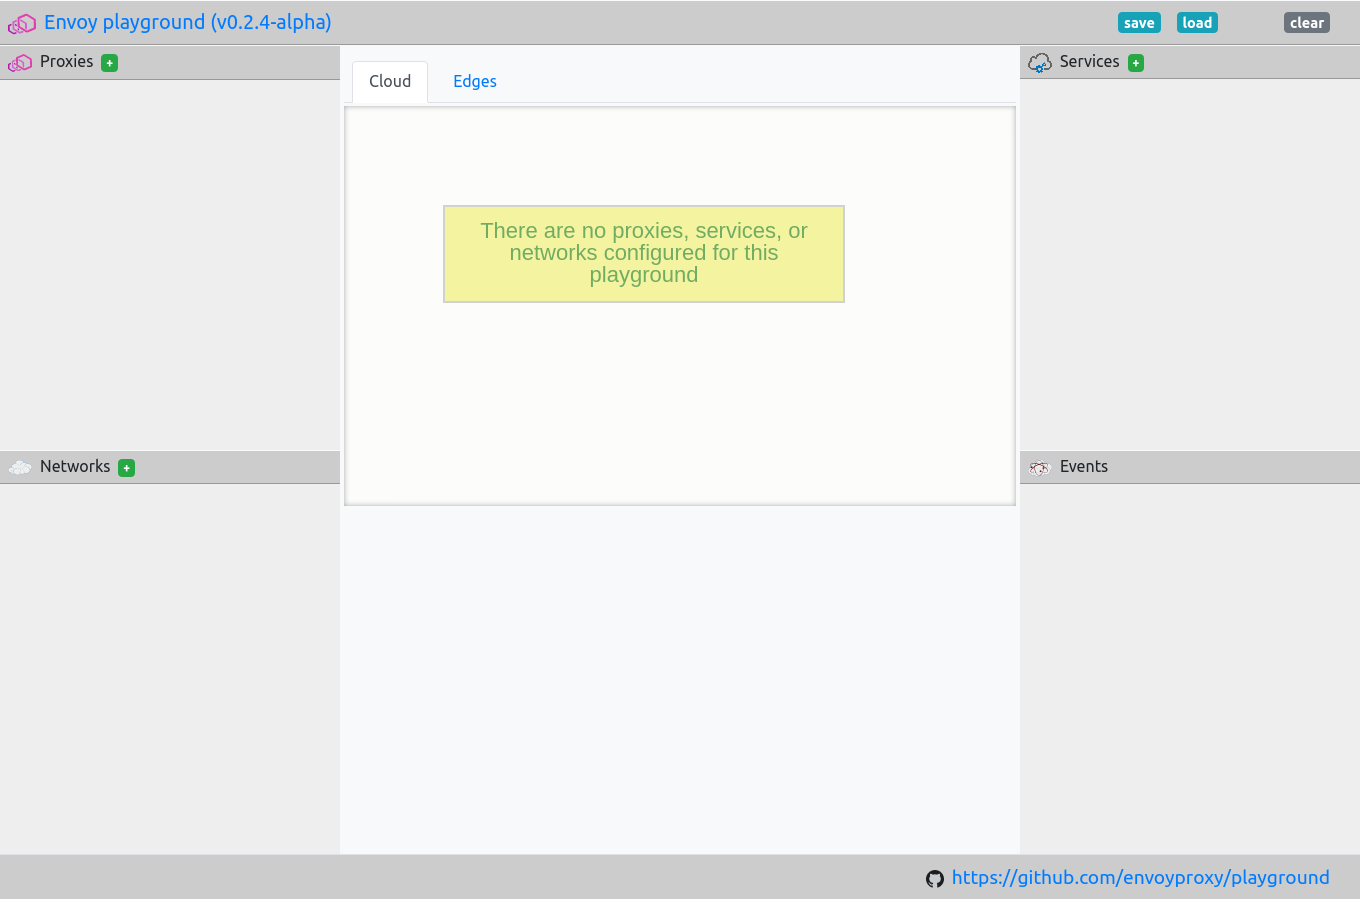 Envoy playground (v0.2.4-alpha)
save
load
clear
Proxies +
Cloud
Edges
Services +
There are no proxies, services, or
networks configured for this
playground
Networks +
Events
https://github.com/envoyproxy/playground